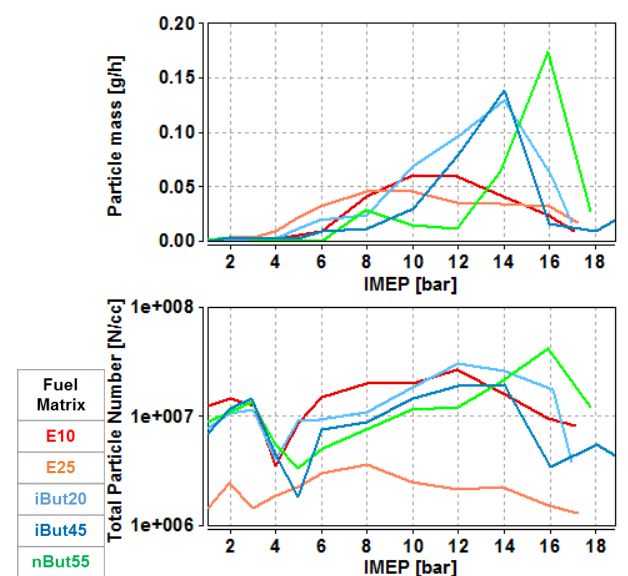 0.20
0.15
0.10
0.05
0.00
Particle mass [g/h]
2 4 6 8 10 12 14 16 18
IMEP [bar]
1e+008
1e+007
1e+006
Total Particle Number [N/cc]
2 4 6 8 10 12 14 16 18
IMEP [bar]
Fuel
Matrix
E10
E25
iBut20
iBut45
nBut55